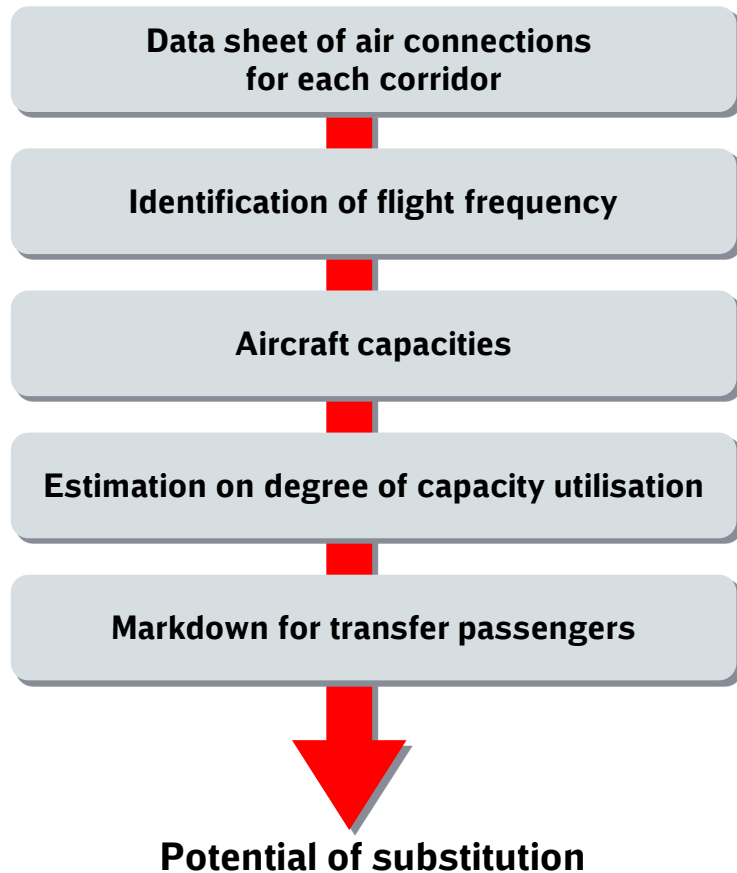 Data sheet of air connections
for each corridor
Identification of flight frequency
Aircraft capacities
Estimation on degree of capacity utilisation
Markdown for transfer passengers
Potential of substitution